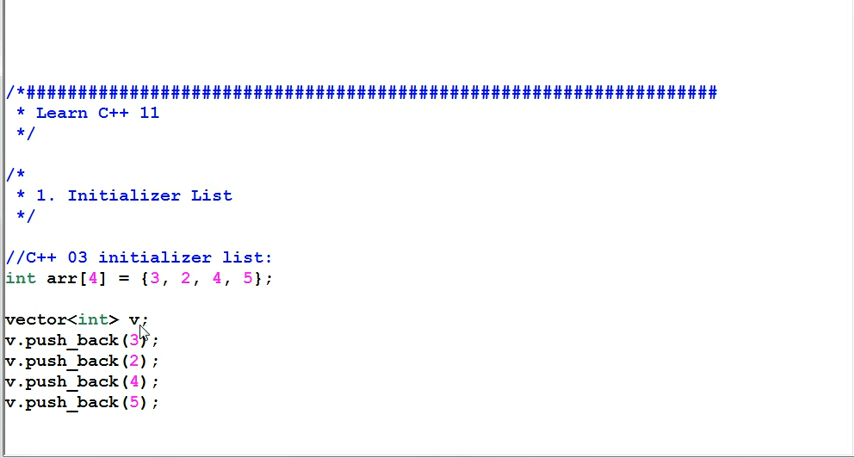 /*###################################################################
 * Learn C++ 11
 */
/*
 * 1. Initializer List
 */
//C++ 03 initializer list:
int arr[4] = {3, 2, 4, 5};
vector<int> v;
v.push_back(3);
v.push_back(2);
v.push_back(4);
v.push_back(5);